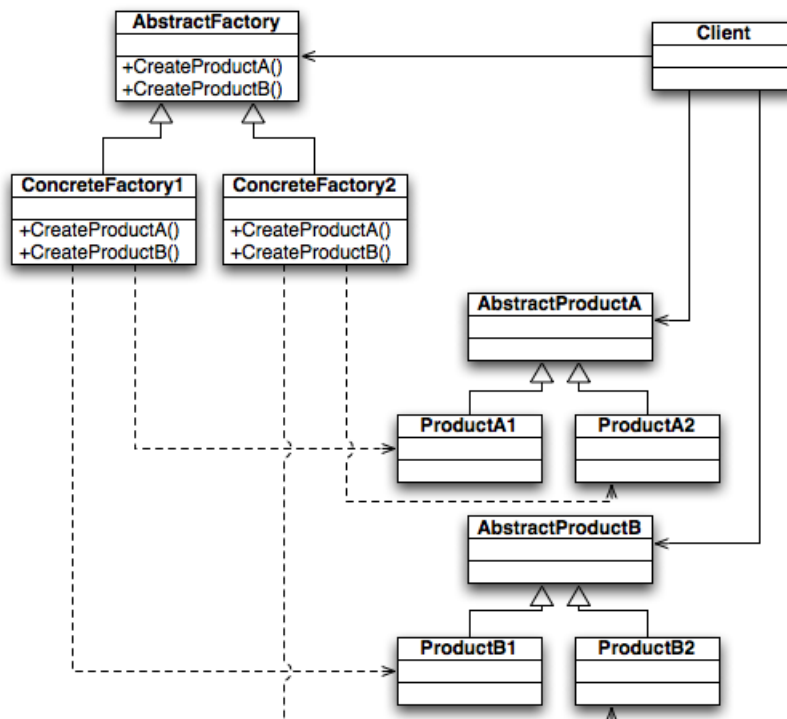 AbstractFactory
+CreateProductA()
+CreateProductB()
Client
ConcreteFactory1
+CreateProductA()
+CreateProductB()
ConcreteFactory2
+CreateProductA()
+CreateProductB()
AbstractProductA
ProductA1
ProductA2
AbstractProductB
ProductB1
ProductB2